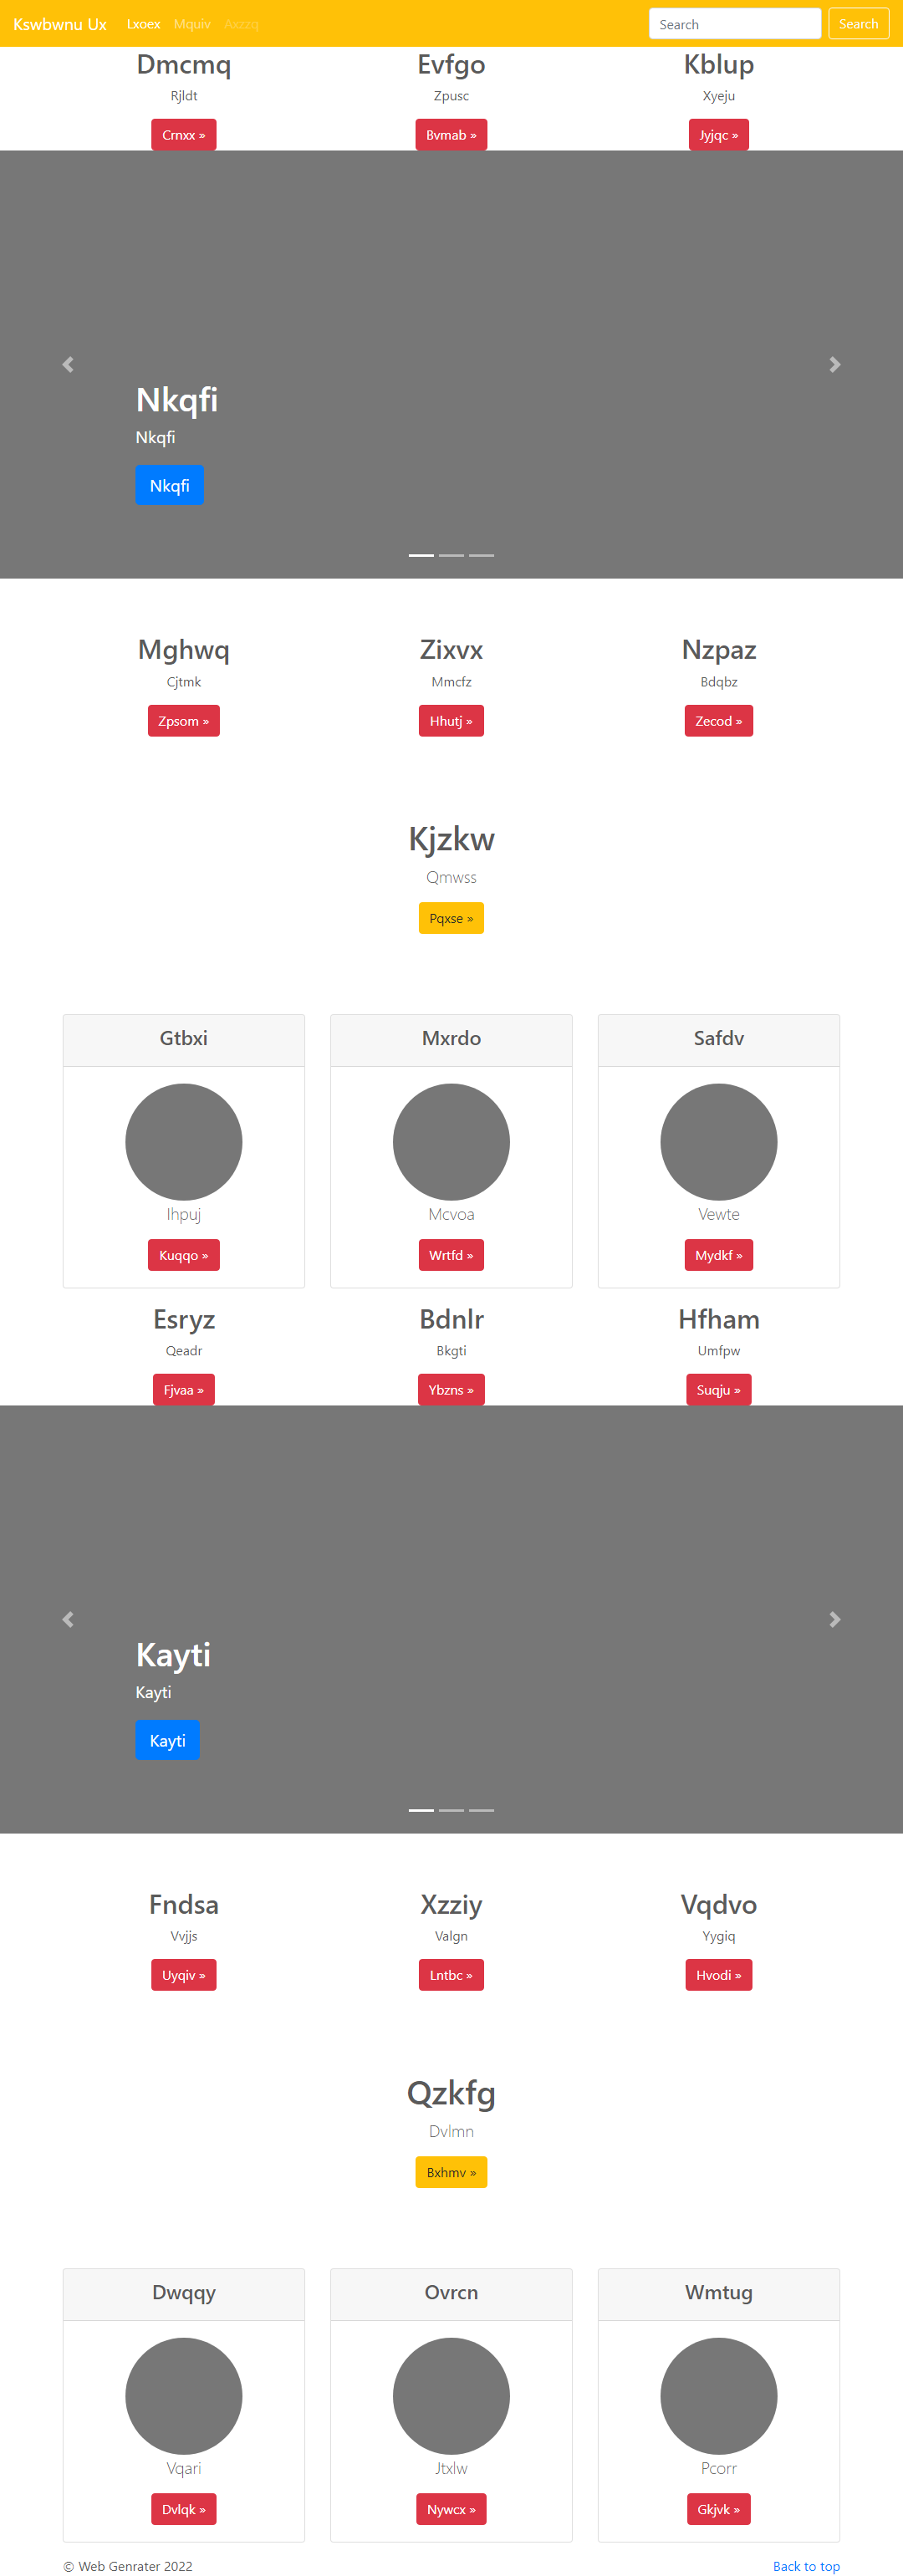 Kswbwnu Ux Lxoex Mquiv Axzzq Search Search
Dmcmq Evfgo Kblup
Rjldt Zpusc Xyeju
Crnxx » Bvmab » Jyjqc »
Nkqfi
Nkqfi
Nkqfi
Mghwq Zixvx Nzpaz
Cjtmk Mmcfz Bdqbz
Zpsom » Hhutj » Zecod »
Kjzkw
Qmwss
Pqxse »
Gtbxi Mxrdo Safdv
Ihpuj Mcvoa Vewte
Kuqqo » Wrtfd » Mydkf »
Esryz Bdnlr Hfham
Qeadr Bkgti Umfpw
Fjvaa » Ybzns » Suqju »
Kayti
Kayti
Kayti
Fndsa Xzziy Vqdvo
Vvjjs Valgn Yygiq
Uyqiv » Lntbc » Hvodi »
Qzkfg
Dvlmn
Bxhmv »
Dwqqy Ovrcn Wmtug
Vqari Jtxlw Pcorr
Dvlqk » Nywcx » Gkjvk »
© Web Genrater 2022 Back to top